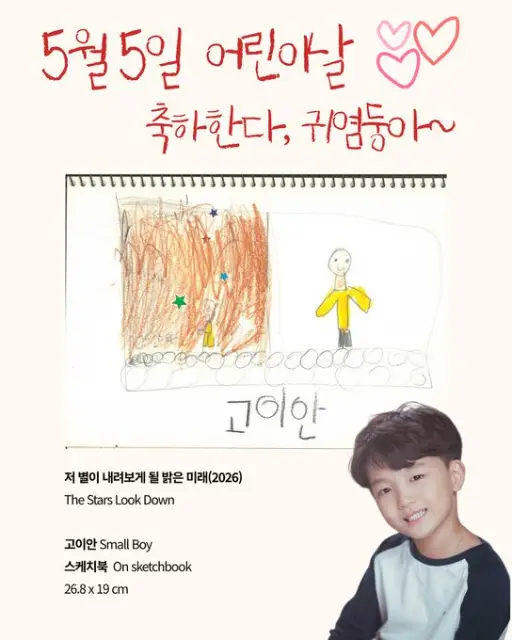 5월 5일 어린이날
축하한다, 귀염둥아~
고이안
저 별이 내려보게 될 밝은 미래(2026)
The Stars Look Down
고이안 Small Boy
스케치북 On sketchbook
26.8 x 19 cm